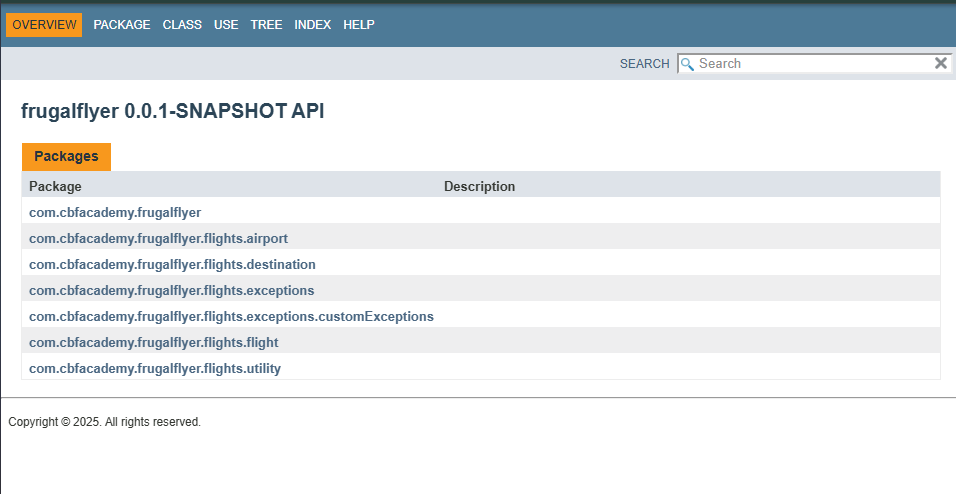 OVERVIEW PACKAGE CLASS USE TREE INDEX HELP
SEARCH Search
frugalflyer 0.0.1-SNAPSHOT API
Packages
Package Description
com.cbfacademy.frugalflyer
com.cbfacademy.frugalflyer.flights.airport
com.cbfacademy.frugalflyer.flights.destination
com.cbfacademy.frugalflyer.flights.exceptions
com.cbfacademy.frugalflyer.flights.exceptions.customExceptions
com.cbfacademy.frugalflyer.flights.flight
com.cbfacademy.frugalflyer.flights.utility
Copyright © 2025. All rights reserved.